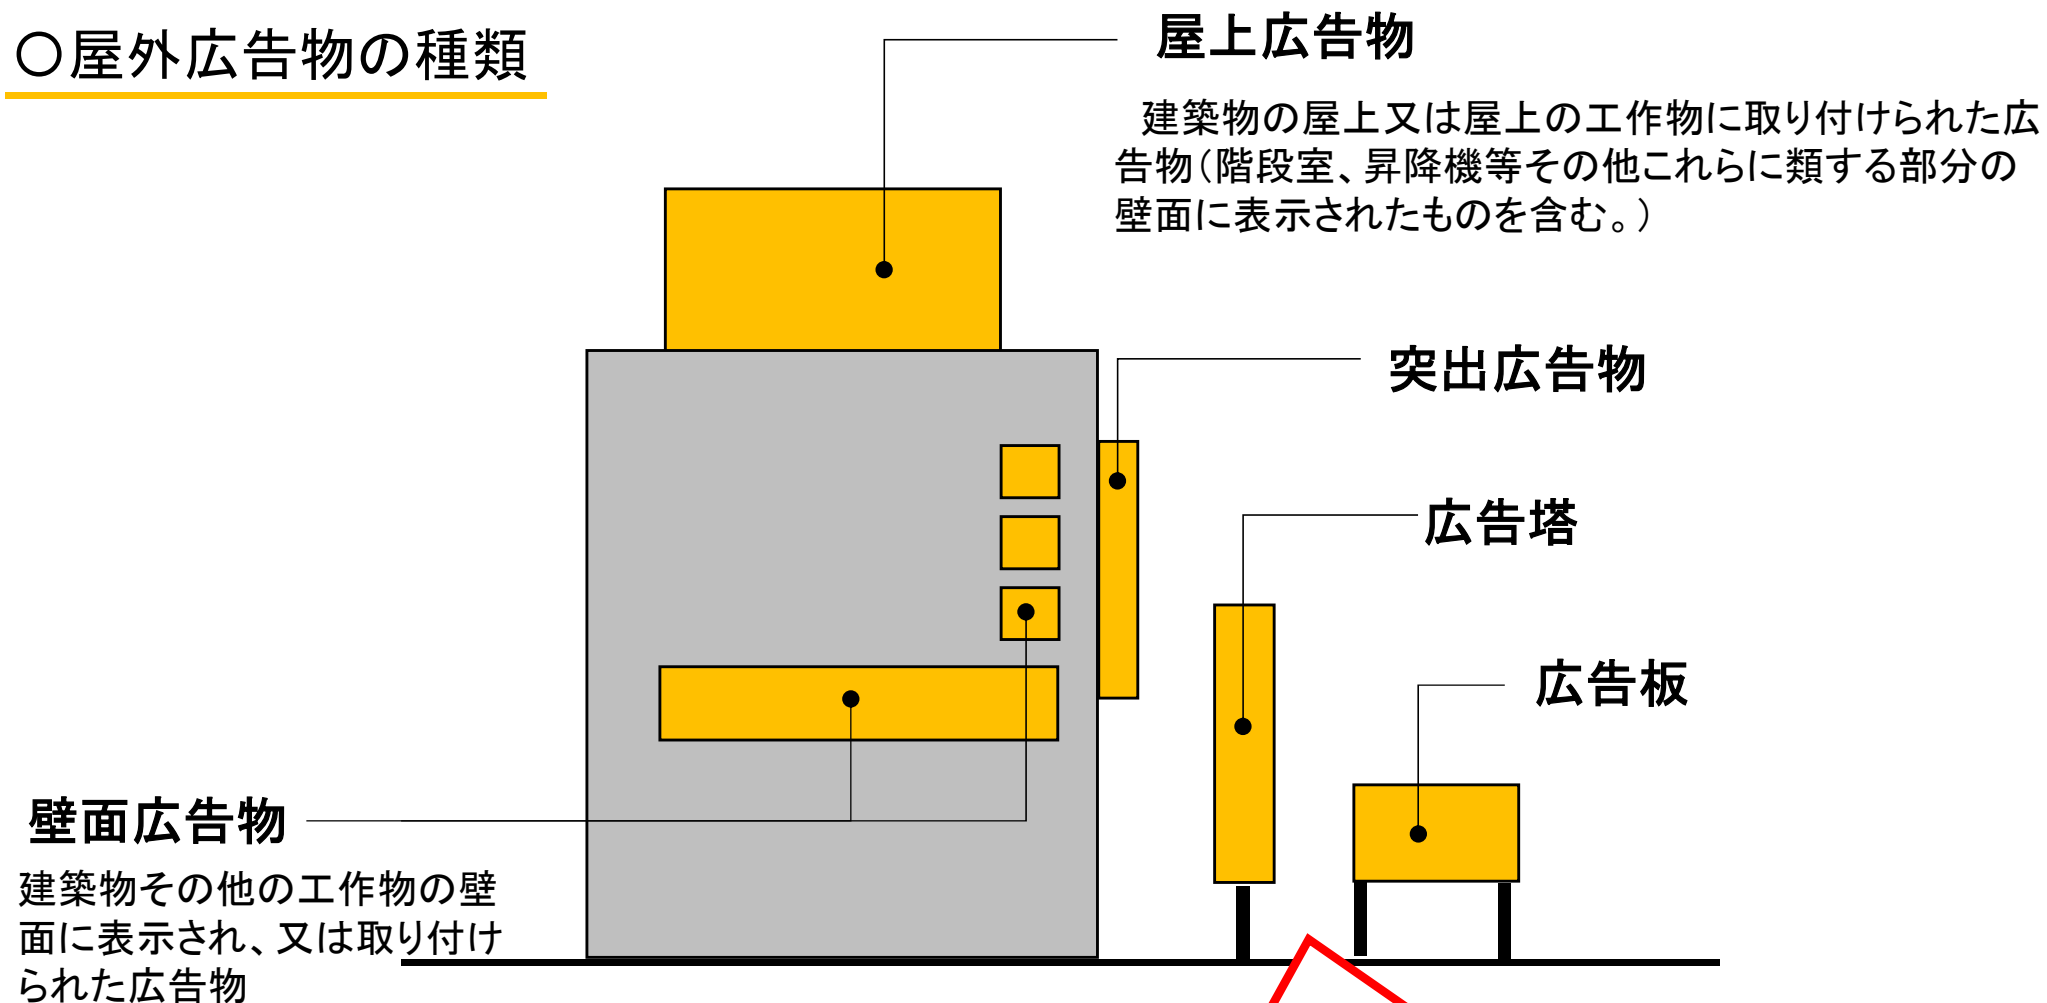 〇屋外広告物の種類
屋上広告物
建築物の屋上又は屋上の工作物に取り付けられた広
告物(階段室、昇降機等その他これらに類する部分の
壁面に表示されたものを含む。)
突出広告物
広告塔
広告板
壁面広告物
建築物その他の工作物の壁
面に表示され、又は取り付け
られた広告物